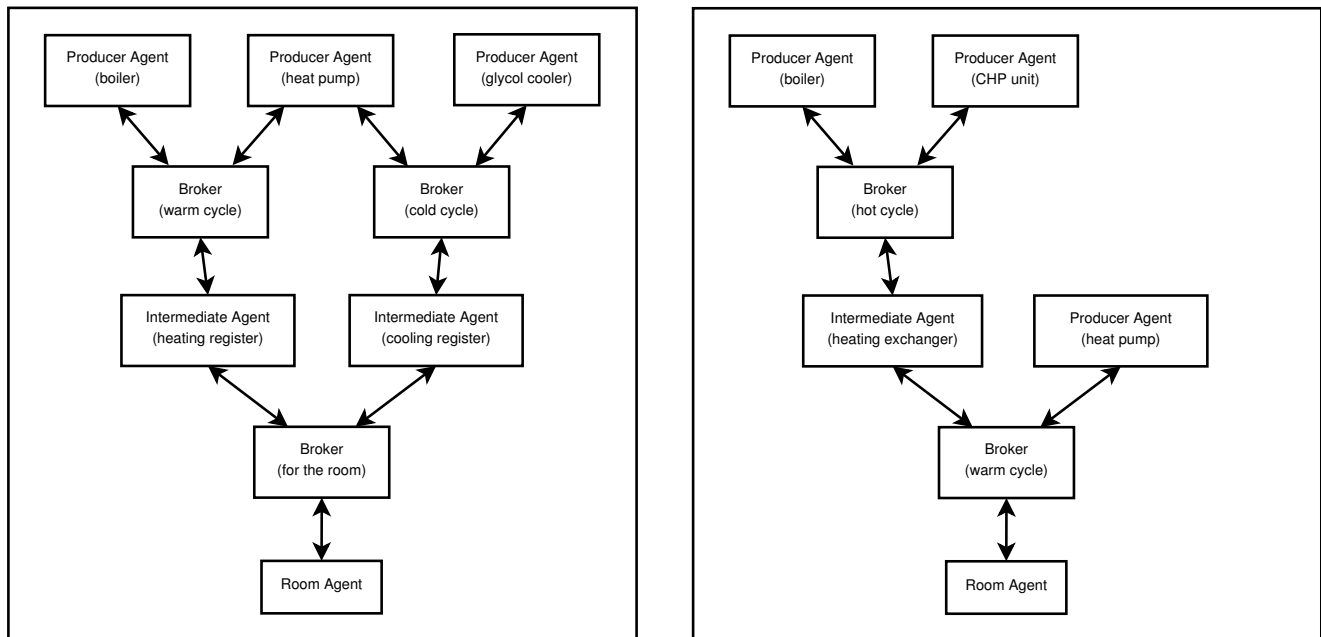 Producer Agent
(boiler)
Producer Agent
(heat pump)
Producer Agent
(glycol cooler)
Broker
(warm cycle)
Broker
(cold cycle)
Intermediate Agent
(heating register)
Intermediate Agent
(cooling register)
Broker
(for the room)
Room Agent
Producer Agent
(boiler)
Producer Agent
(CHP unit)
Broker
(hot cycle)
Intermediate Agent
(heating exchanger)
Producer Agent
(heat pump)
Broker
(warm cycle)
Room Agent